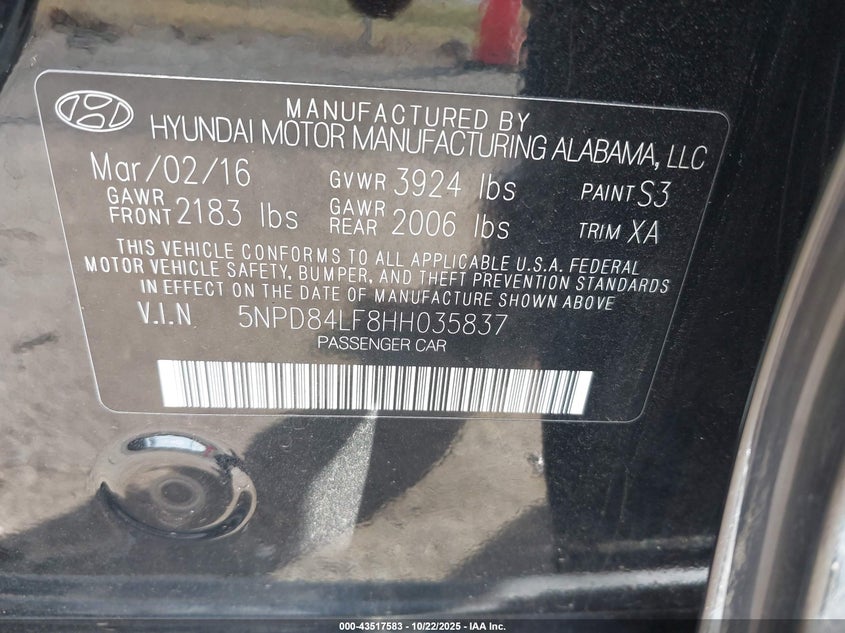 MANUFACTURED BY
HYUNDAI MOTOR MANUFACTURING ALABAMA, LLC
Mar/02/16 GVWR 3924 lbs PAINT S3
GAWR FRONT 2183 lbs GAWR REAR 2006 lbs TRIM XA
THIS VEHICLE CONFORMS TO ALL APPLICABLE U.S.A. FEDERAL
MOTOR VEHICLE SAFETY, BUMPER, AND THEFT PREVENTION STANDARDS
IN EFFECT ON THE DATE OF MANUFACTURE SHOWN ABOVE
V.I.N 5NPD84LF8HH035837
PASSENGER CAR
000-43517583 - 10/22/2025 - IAA Inc.